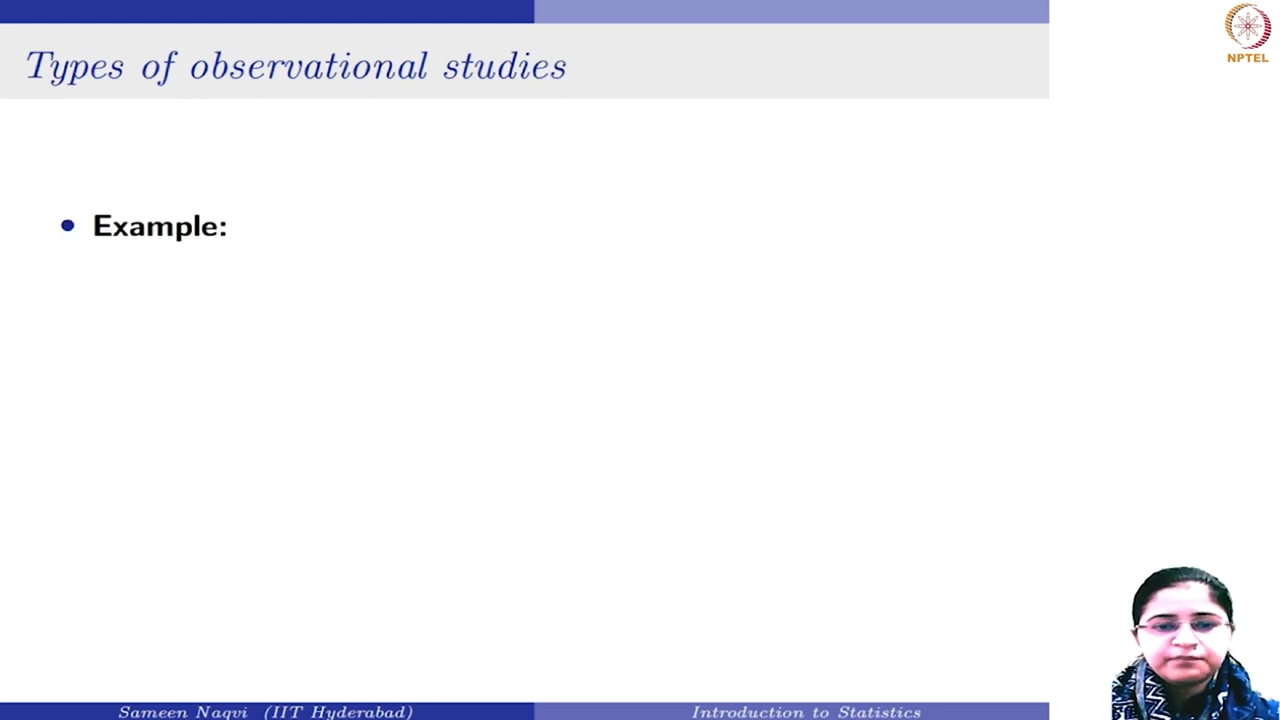 Types of observational studies
NPTEL
• Example:
Sameen Naqvi (IIT Hyderabad)
Introduction to Statistics